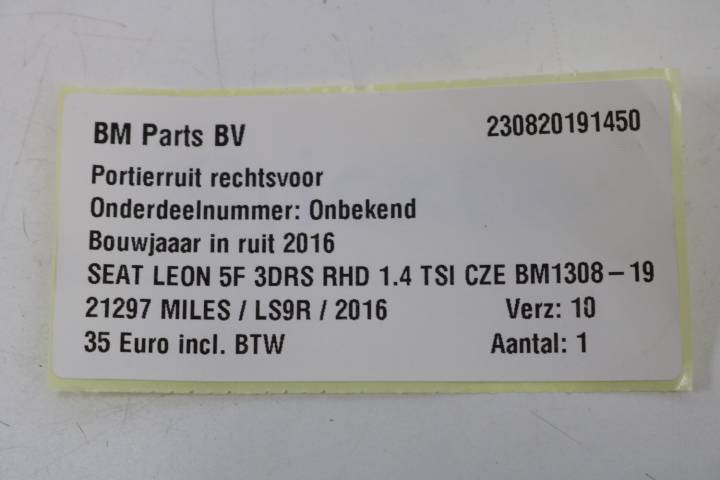 BM Parts BV 230820191450
Portierruit rechtsvoor
Onderdeelnummer: Onbekend
Bouwjaaar in ruit 2016
SEAT LEON 5F 3DRS RHD 1.4 TSI CZE BM1308-19
21297 MILES / LS9R / 2016 Verz: 10
35 Euro incl. BTW Aantal: 1